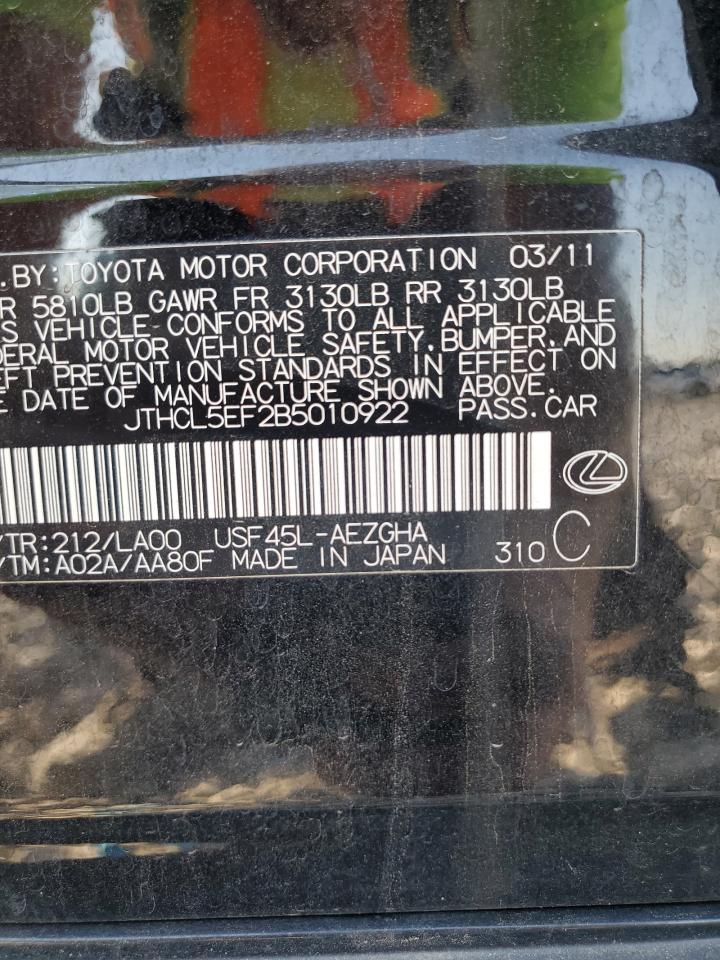 .BY:TOYOTA MOTOR CORPORATION 03/11
R 5810LB GAWR FR 3130LB RR 3130LB
S VEHICLE CONFORMS TO ALL APPLICABLE
DERAL MOTOR VEHICLE SAFETY,BUMPER,AND
EFT PREVENTION STANDARDS IN EFFECT ON
E DATE OF MANUFACTURE SHOWN ABOVE.
JTHCL5EF2B5010922 PASS.CAR
/TR:212/LA00 USF45L-AEZGHA
/TM:A02A/AA80F MADE IN JAPAN 310 C